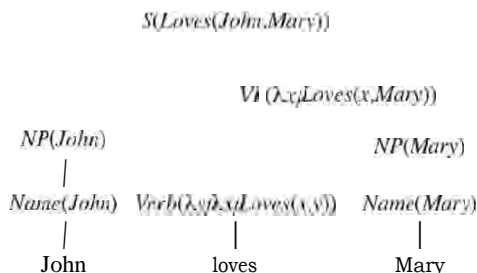 S(Loves(John,Mary))
(λx Loves(x,Mary))
NP(John)
NP(Mary)
Name(John) Verb(λy λx Loves(x,y)) Name(Mary)
John loves Mary